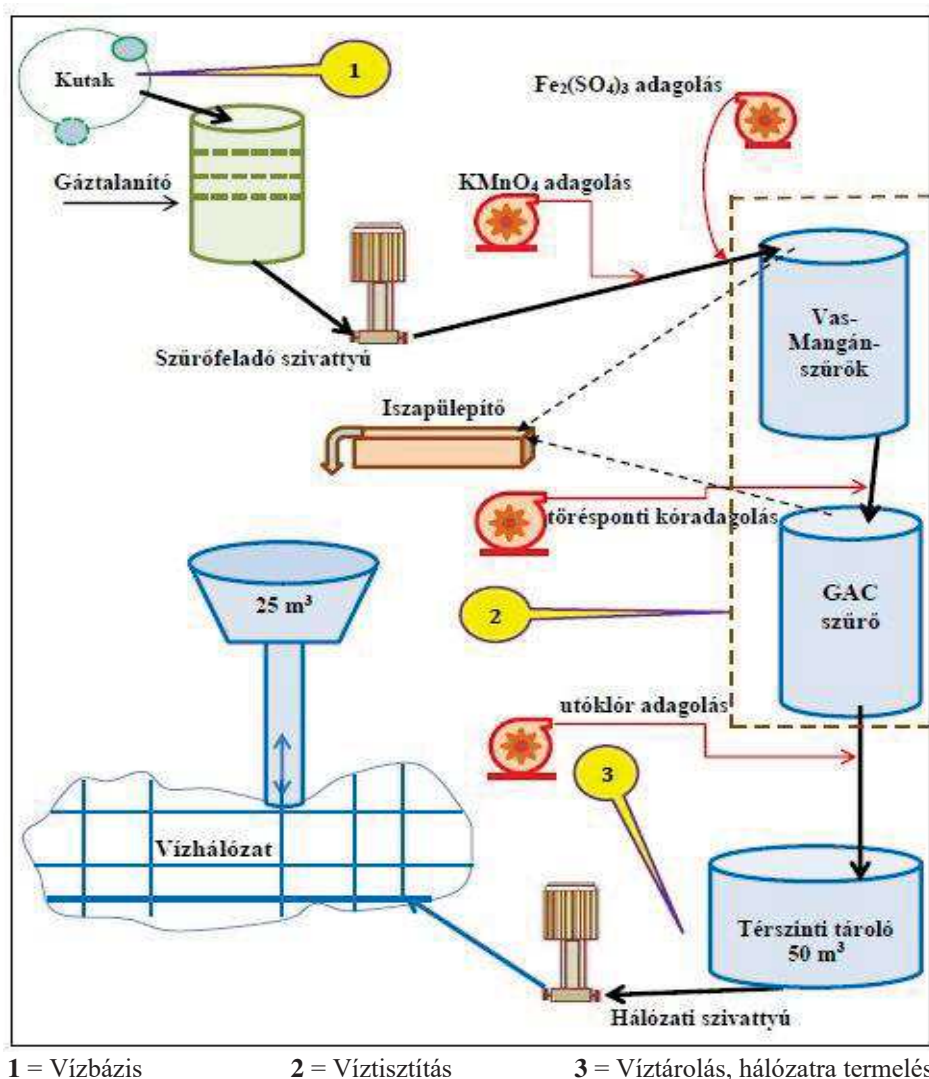 1
Kutak
Fe₂(SO₄)₃ adagolás
Gáztalanító
KMnO₄ adagolás
Szűrőfeladó szivattyú
Vas-
Mangán-
szűrők
Iszapülepítő
törésponti kóradagolás
GAC
szűrő
2
25 m³
utóklór adagolás
3
Vízhálózat
Térszinti tároló
50 m³
Hálózati szivattyú
1 = Vízbázis 2 = Víztisztítás 3 = Víztárolás, hálózatra termelés